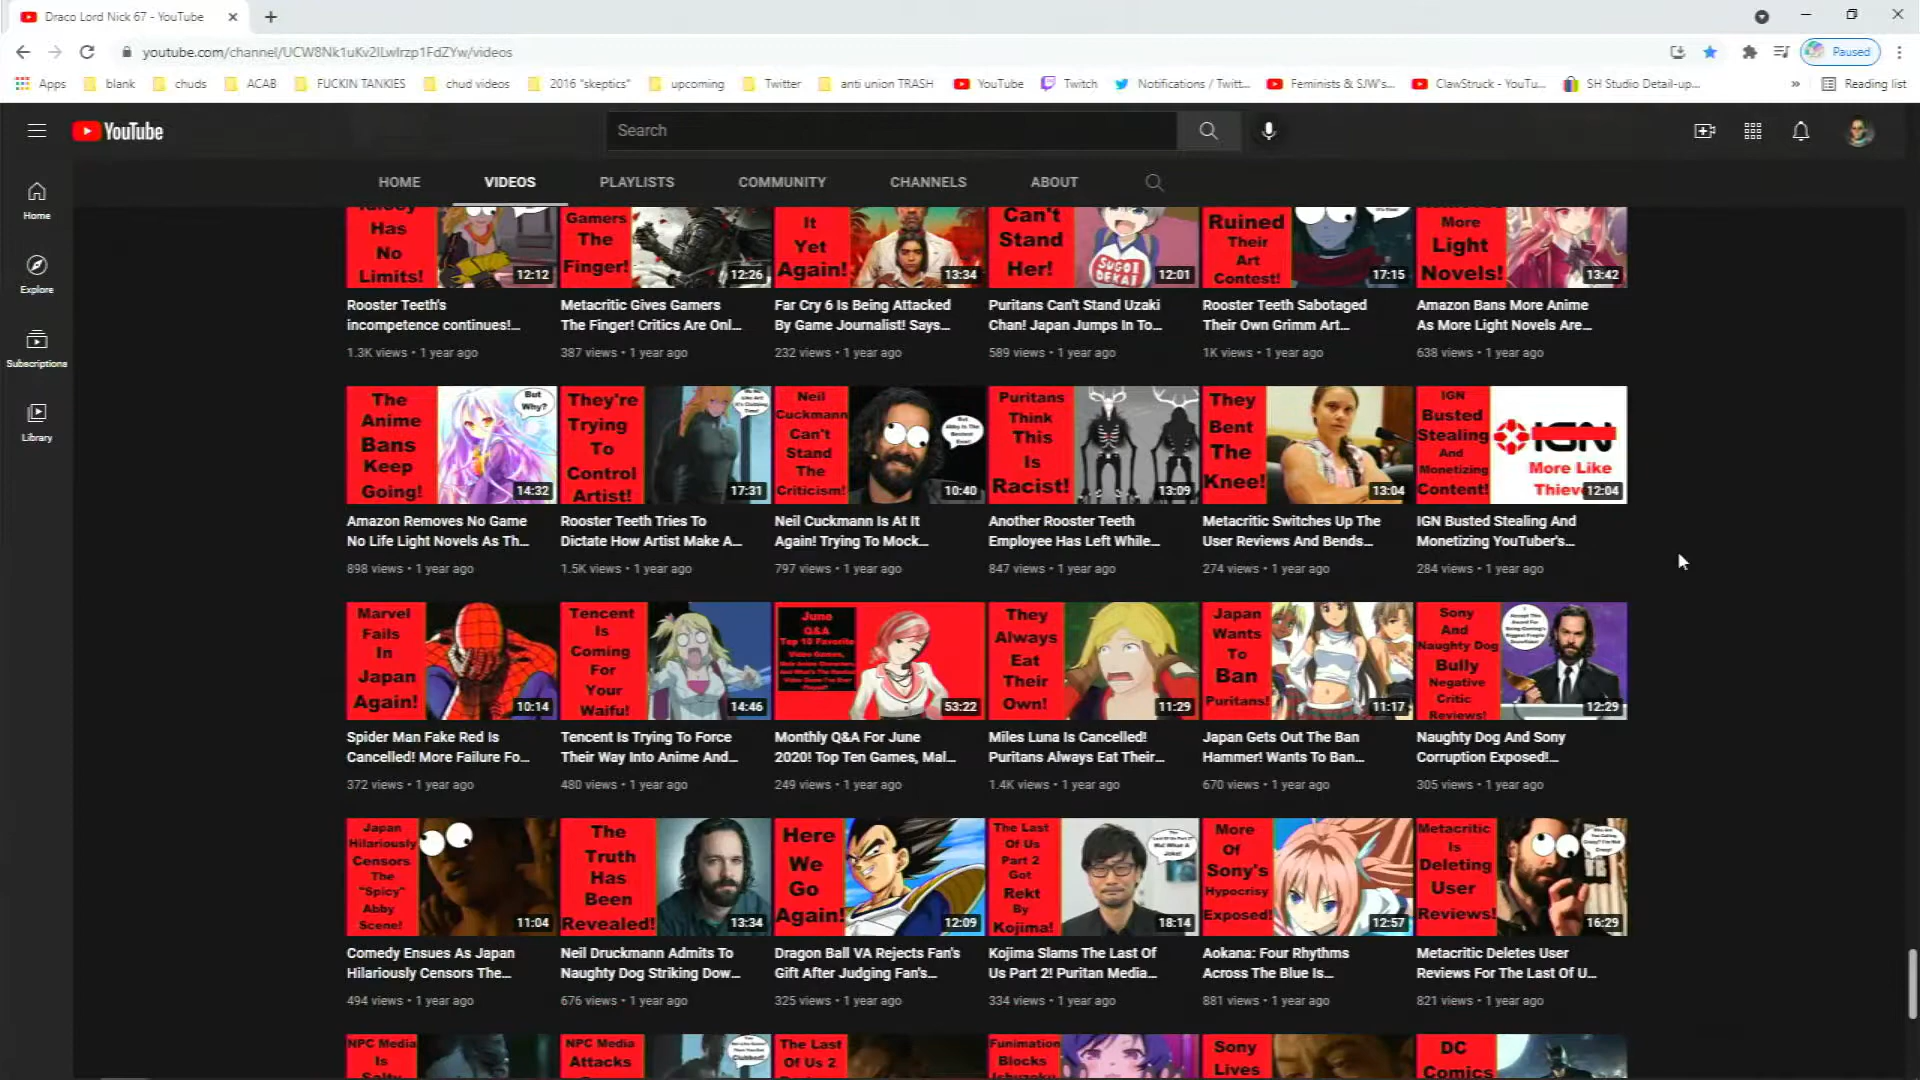 Draco Lord Nick 67 - YouTube
youtube.com/channel/UCW8Nk1uKv2lLwIrzp1FdZYw/videos
Paused
Apps
blank
chuds
ACAB
FUCKIN TANKIES
chud videos
2016 "skeptics"
upcoming
Twitter
anti union TRASH
YouTube
Twitch
Notifications / Twitt...
Feminists & SJW's...
ClawStruck - YouTu...
SH Studio Detail-up...
Reading list
YouTube
Search
HOME
VIDEOS
PLAYLISTS
COMMUNITY
CHANNELS
ABOUT
Home
Explore
Subscriptions
Library
Has
No
Limits!
12:12
Gamers
The
Finger!
12:26
It
Yet
Again!
13:34
Can't
Stand
Her!
SUGOI
DEKAI
12:01
Ruined
Their
Art
Contest!
17:15
More
Light
Novels!
13:42
Rooster Teeth's
incompetence continues!...
1.3K views • 1 year ago
Metacritic Gives Gamers
The Finger! Critics Are Onl...
387 views • 1 year ago
Far Cry 6 Is Being Attacked
By Game Journalist! Says...
232 views • 1 year ago
Puritans Can't Stand Uzaki
Chan! Japan Jumps In To...
589 views • 1 year ago
Rooster Teeth Sabotaged
Their Own Grimm Art...
1K views • 1 year ago
Amazon Bans More Anime
As More Light Novels Are...
638 views • 1 year ago
The
Anime
Bans
Keep
Going!
But
Why?
14:32
They're
Trying
To
Control
Artist!
17:31
Neil
Cuckmann
Can't
Stand
The
Criticism!
10:40
Puritans
Think
This
Is
Racist!
13:09
They
Bent
The
Knee!
13:04
IGN
Busted
Stealing
And
Monetizing
Content!
IGN
More Like
Thieve
12:04
Amazon Removes No Game
No Life Light Novels As Th...
898 views • 1 year ago
Rooster Teeth Tries To
Dictate How Artist Make A...
1.5K views • 1 year ago
Neil Cuckmann Is At It
Again! Trying To Mock...
797 views • 1 year ago
Another Rooster Teeth
Employee Has Left While...
847 views • 1 year ago
Metacritic Switches Up The
User Reviews And Bends...
274 views • 1 year ago
IGN Busted Stealing And
Monetizing YouTuber's...
284 views • 1 year ago
Marvel
Fails
In
Japan
Again!
10:14
Tencent
Is
Coming
For
Your
Waifu!
14:46
June
Q&A
Top 10 Favorite
Video Games,
53:22
They
Always
Eat
Their
Own!
11:29
Japan
Wants
To
Ban
Puritans!
11:17
Sony
And
Naughty Dog
Bully
Negative
Critic
Reviews!
12:29
Spider Man Fake Red Is
Cancelled! More Failure Fo...
372 views • 1 year ago
Tencent Is Trying To Force
Their Way Into Anime And...
480 views • 1 year ago
Monthly Q&A For June
2020! Top Ten Games, Mal...
249 views • 1 year ago
Miles Luna Is Cancelled!
Puritans Always Eat Their...
1.4K views • 1 year ago
Japan Gets Out The Ban
Hammer! Wants To Ban...
670 views • 1 year ago
Naughty Dog And Sony
Corruption Exposed!...
305 views • 1 year ago
Japan
Hilariously
Censors
The
"Spicy"
Abby
Scene!
11:04
The
Truth
Has
Been
Revealed!
13:34
Here
We
Go
Again!
12:09
The Last
Of Us
Part 2
Got
Rekt
By
Kojima!
18:14
More
Of
Sony's
Hypocrisy
Exposed!
12:57
Metacritic
Is
Deleting
User
Reviews!
16:29
Comedy Ensues As Japan
Hilariously Censors The...
494 views • 1 year ago
Neil Druckmann Admits To
Naughty Dog Striking Dow...
676 views • 1 year ago
Dragon Ball VA Rejects Fan's
Gift After Judging Fan's...
325 views • 1 year ago
Kojima Slams The Last Of
Us Part 2! Puritan Media...
334 views • 1 year ago
Aokana: Four Rhythms
Across The Blue Is...
881 views • 1 year ago
Metacritic Deletes User
Reviews For The Last Of U...
821 views • 1 year ago
NPC Media
Is
NPC Media
Attacks
The Last
Of Us 2
Funimation
Blocks
Sony
Lives
DC
Comics